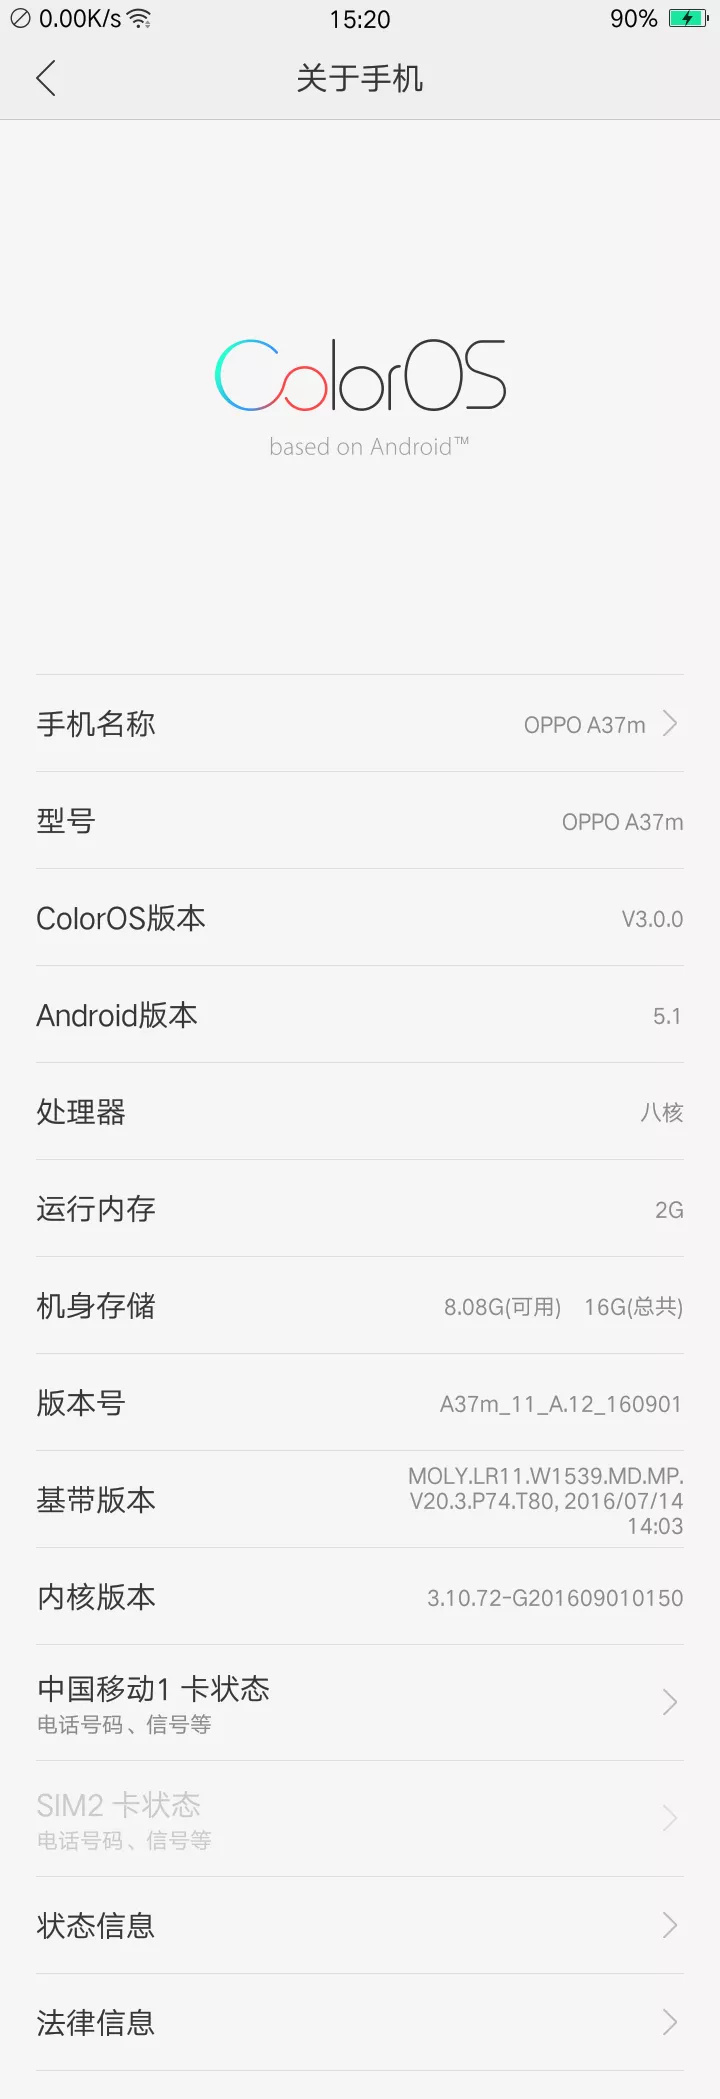 0.00K/s 15:20 90%
关于手机
ColorOS
based on Android™
手机名称 OPPO A37m
型号 OPPO A37m
ColorOS版本 V3.0.0
Android版本 5.1
处理器 八核
运行内存 2G
机身存储 8.08G(可用) 16G(总共)
版本号 A37m_11_A.12_160901
基带版本 MOLY.LR11.W1539.MD.MP.
V20.3.P74.T80, 2016/07/14
14:03
内核版本 3.10.72-G201609010150
中国移动1 卡状态
电话号码、信号等
SIM2 卡状态
电话号码、信号等
状态信息
法律信息